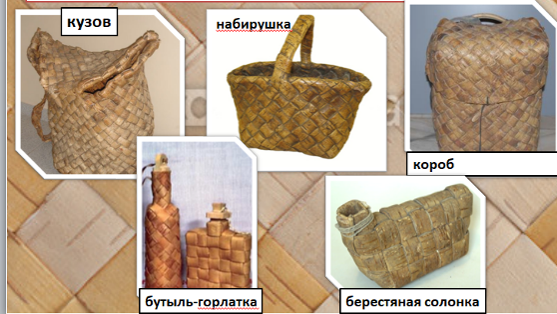 кузов
набирушка
короб
бутыль-горлатка
берестяная солонка